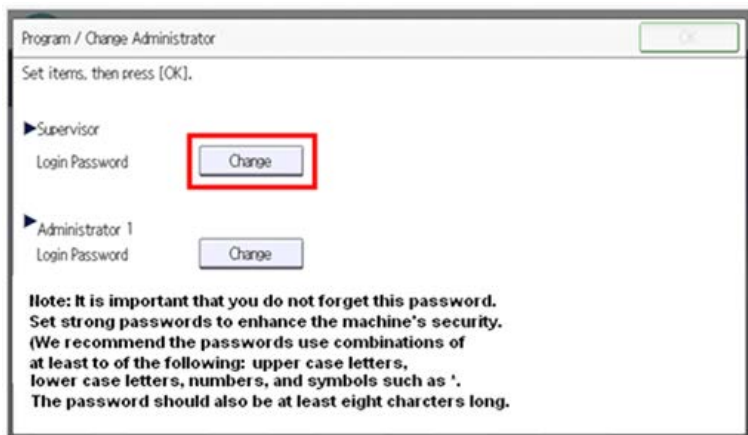 Program / Change Administrator
OK
Set items, then press [OK].
▶Supervisor
Login Password
Change
▶Administrator 1
Login Password
Change
Note: It is important that you do not forget this password.
Set strong passwords to enhance the machine's security.
(We recommend the passwords use combinations of
at least to of the following: upper case letters,
lower case letters, numbers, and symbols such as '.
The password should also be at least eight charcters long.